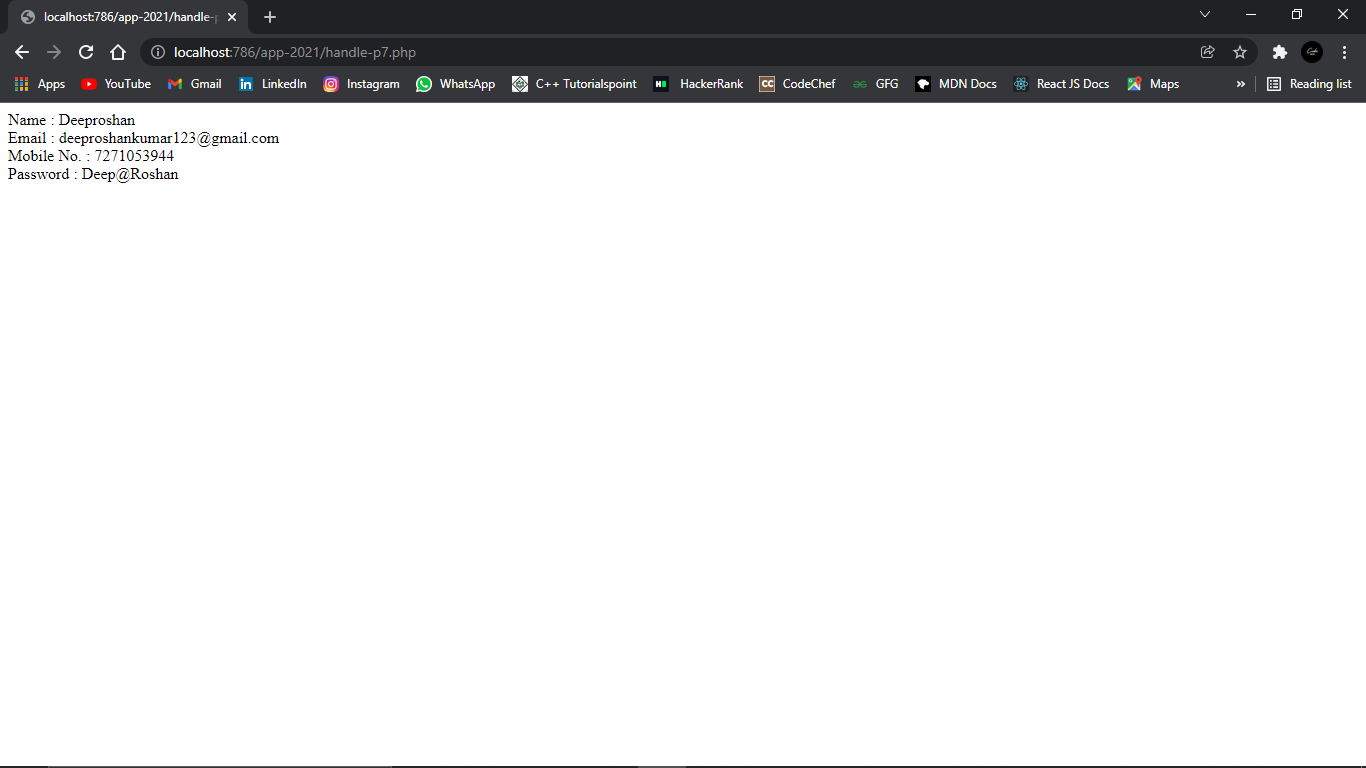 localhost:786/app-2021/handle-p
localhost:786/app-2021/handle-p7.php
Apps YouTube Gmail LinkedIn Instagram WhatsApp C++ Tutorialspoint HackerRank CodeChef GFG MDN Docs React JS Docs Maps » Reading list
Name : Deeproshan
Email : deeproshankumar123@gmail.com
Mobile No. : 7271053944
Password : Deep@Roshan